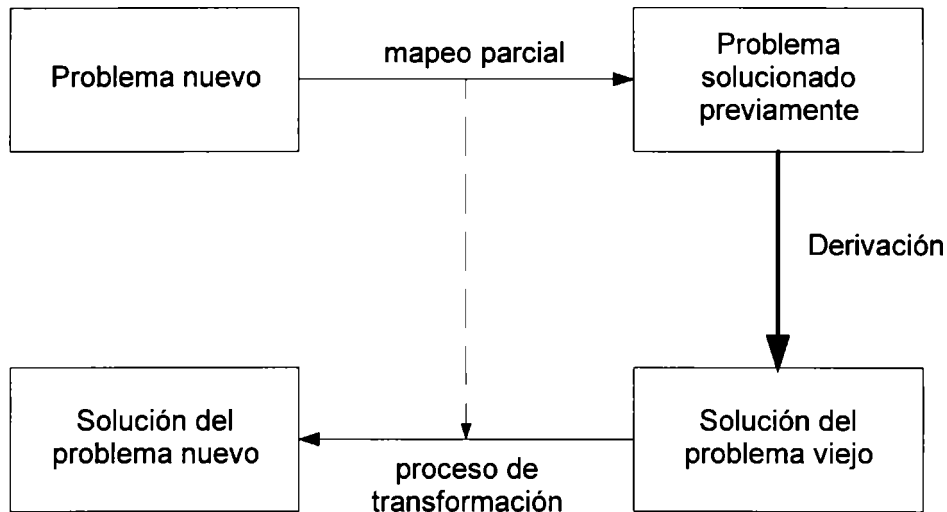 Problema nuevo
mapeo parcial
Problema
solucionado
previamente
Derivación
Solución del
problema nuevo
proceso de
transformación
Solución del
problema viejo